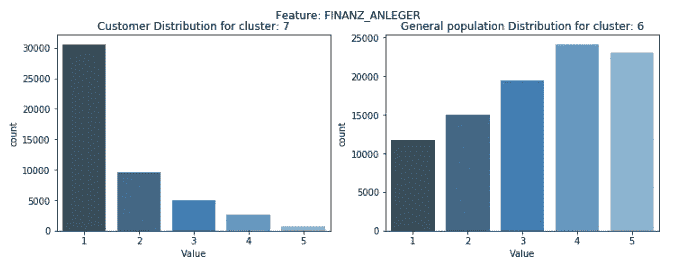 Feature: FINANZ_ANLEGER
Customer Distribution for cluster: 7
30000
25000
20000
15000
10000
5000
0
count
1 2 3 4 5
Value
General population Distribution for cluster: 6
25000
20000
15000
10000
5000
0
count
1 2 3 4 5
Value